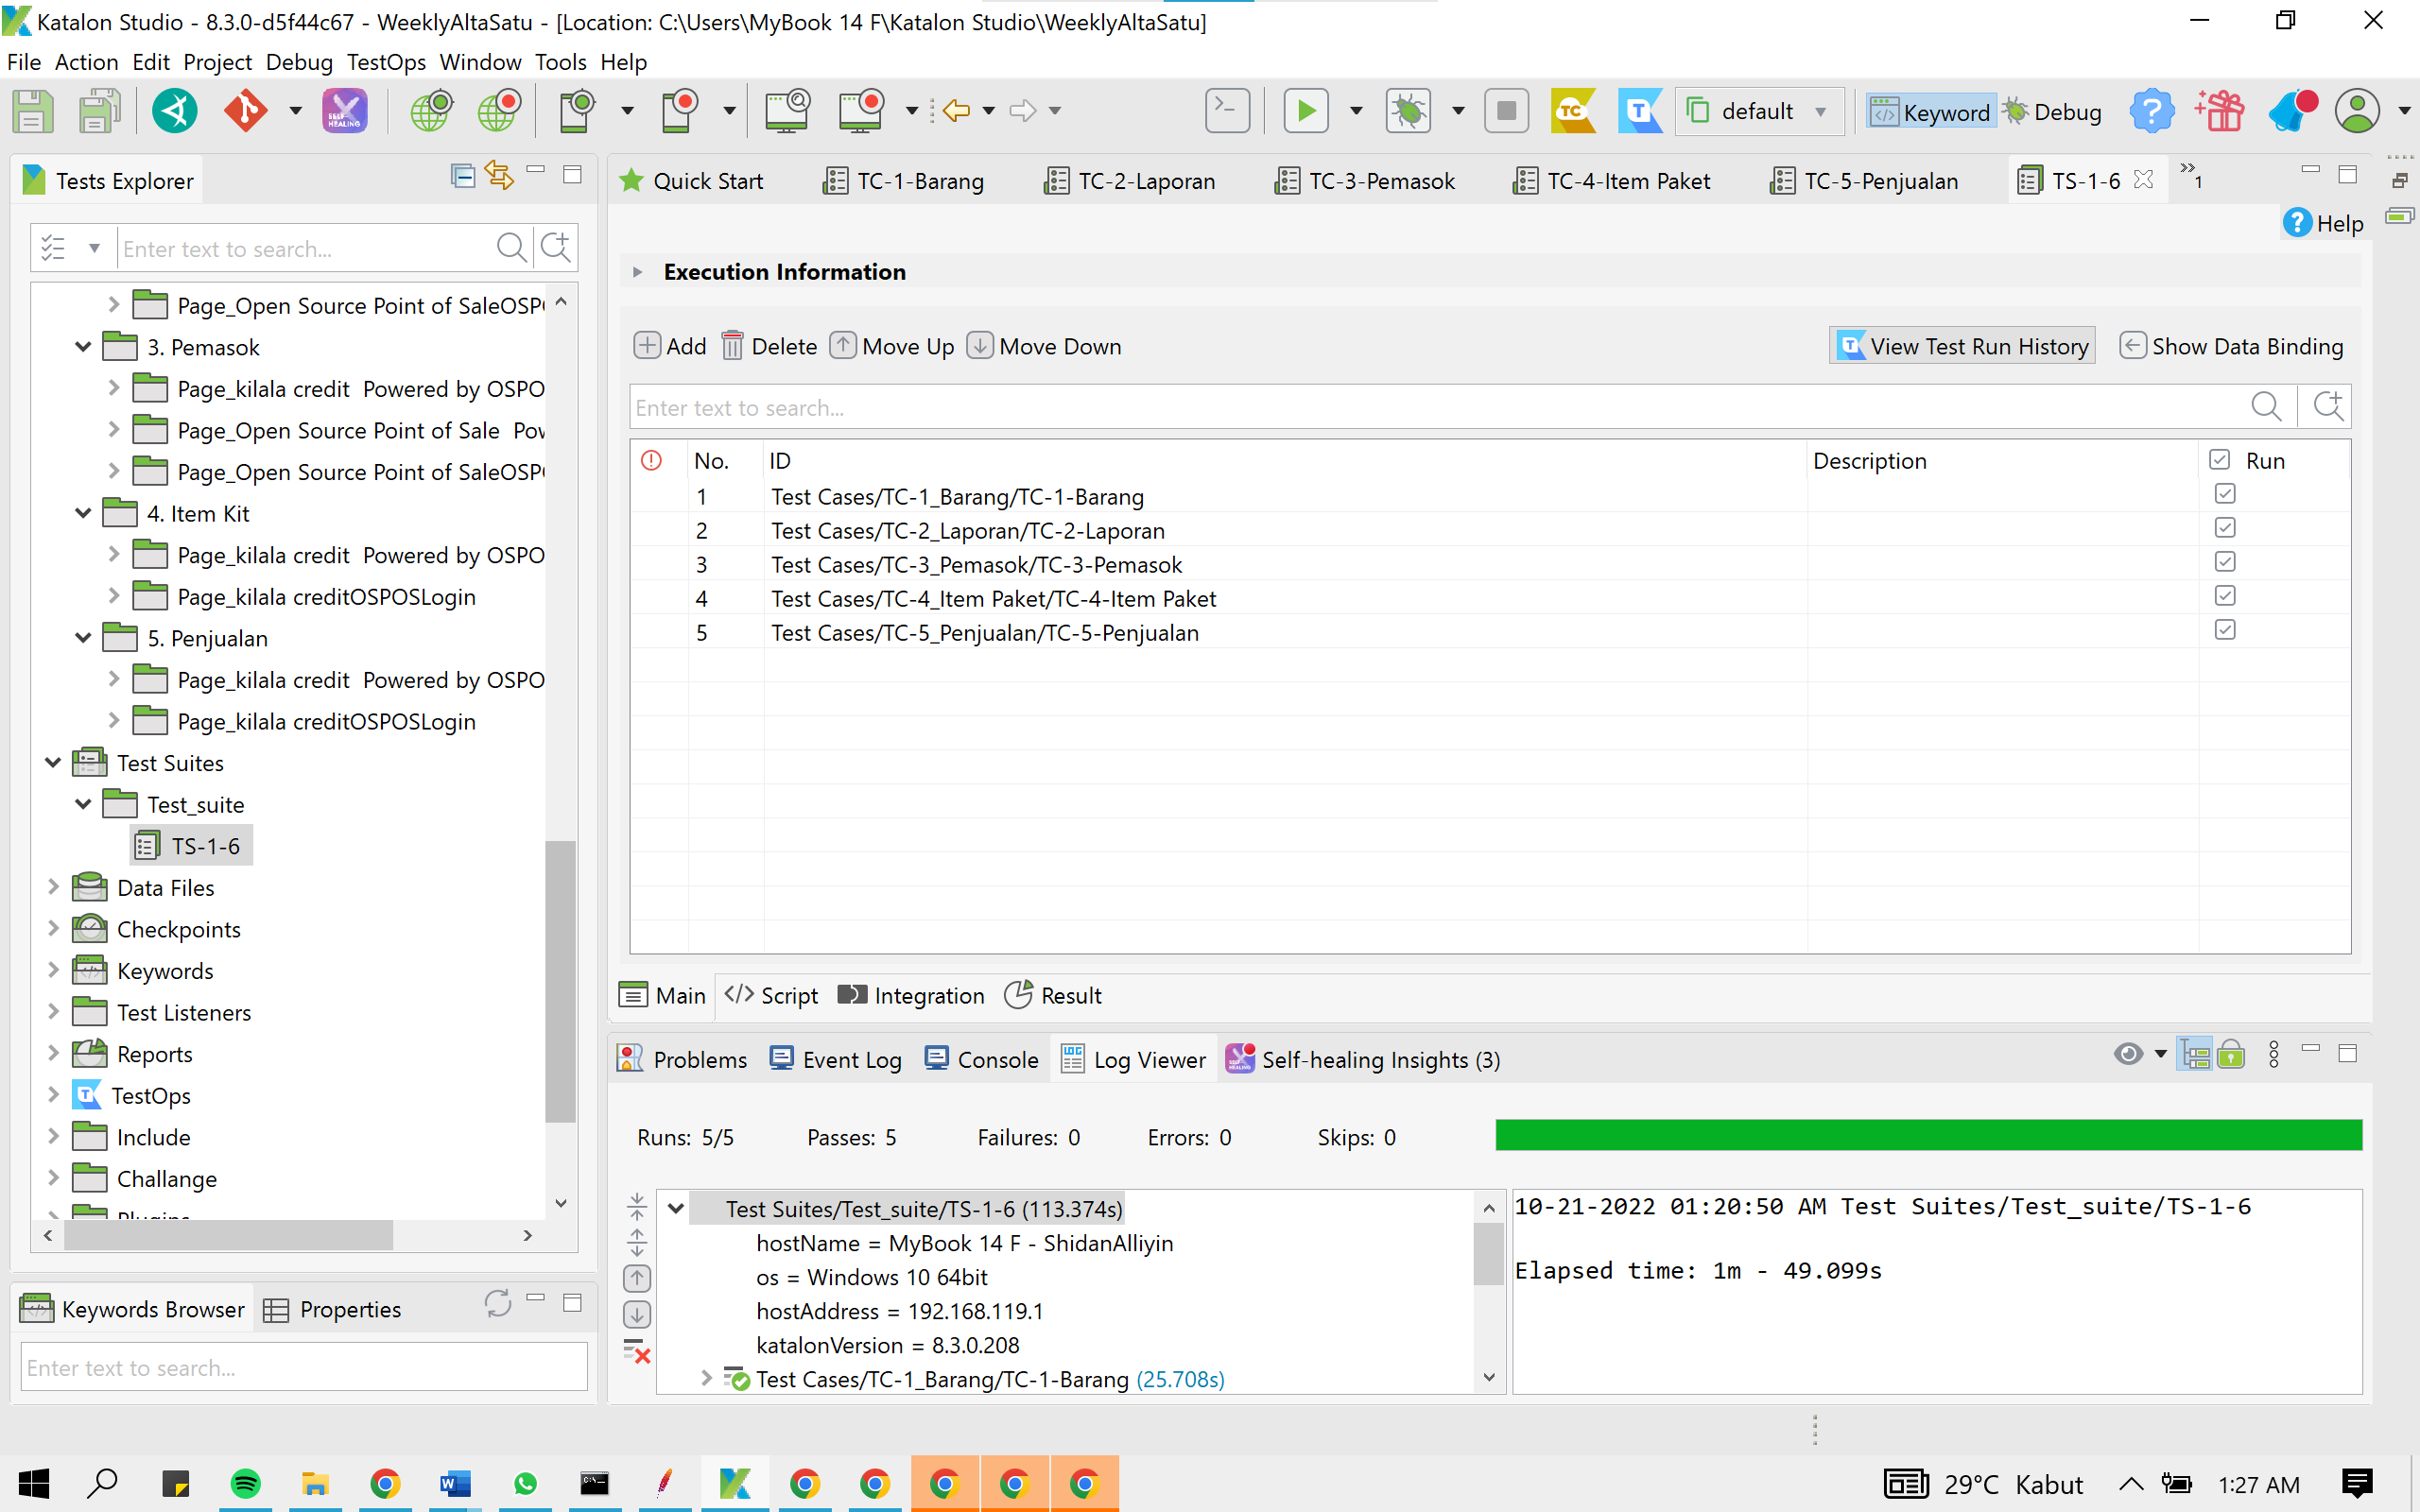 Katalon Studio - 8.3.0-d5f44c67 - WeeklyAltaSatu - [Location: C:\Users\MyBook 14 F\Katalon Studio\WeeklyAltaSatu]
File Action Edit Project Debug TestOps Window Tools Help
SELF HEALING
TC
T
default
Keyword
Debug
Tests Explorer
Enter text to search...
Page_Open Source Point of SaleOSP
3. Pemasok
Page_kilala credit  Powered by OSPO
Page_Open Source Point of Sale  Pow
Page_Open Source Point of SaleOSP
4. Item Kit
Page_kilala credit  Powered by OSPO
Page_kilala creditOSPOSLogin
5. Penjualan
Page_kilala credit  Powered by OSPO
Page_kilala creditOSPOSLogin
Test Suites
Test_suite
TS-1-6
Data Files
Checkpoints
Keywords
Test Listeners
Reports
TestOps
Include
Challange
Plugins
Keywords Browser
Properties
Enter text to search...
Quick Start
TC-1-Barang
TC-2-Laporan
TC-3-Pemasok
TC-4-Item Paket
TC-5-Penjualan
TS-1-6
»1
Help
Execution Information
Add Delete Move Up Move Down
View Test Run History
Show Data Binding
Enter text to search...
No. ID Description Run
1 Test Cases/TC-1_Barang/TC-1-Barang
2 Test Cases/TC-2_Laporan/TC-2-Laporan
3 Test Cases/TC-3_Pemasok/TC-3-Pemasok
4 Test Cases/TC-4_Item Paket/TC-4-Item Paket
5 Test Cases/TC-5_Penjualan/TC-5-Penjualan
Main Script Integration Result
Problems Event Log Console Log Viewer Self-healing Insights (3)
Runs: 5/5 Passes: 5 Failures: 0 Errors: 0 Skips: 0
Test Suites/Test_suite/TS-1-6 (113.374s)
hostName = MyBook 14 F - ShidanAlliyin
os = Windows 10 64bit
hostAddress = 192.168.119.1
katalonVersion = 8.3.0.208
Test Cases/TC-1_Barang/TC-1-Barang (25.708s)
10-21-2022 01:20:50 AM Test Suites/Test_suite/TS-1-6
Elapsed time: 1m - 49.099s
29°C Kabut
1:27 AM